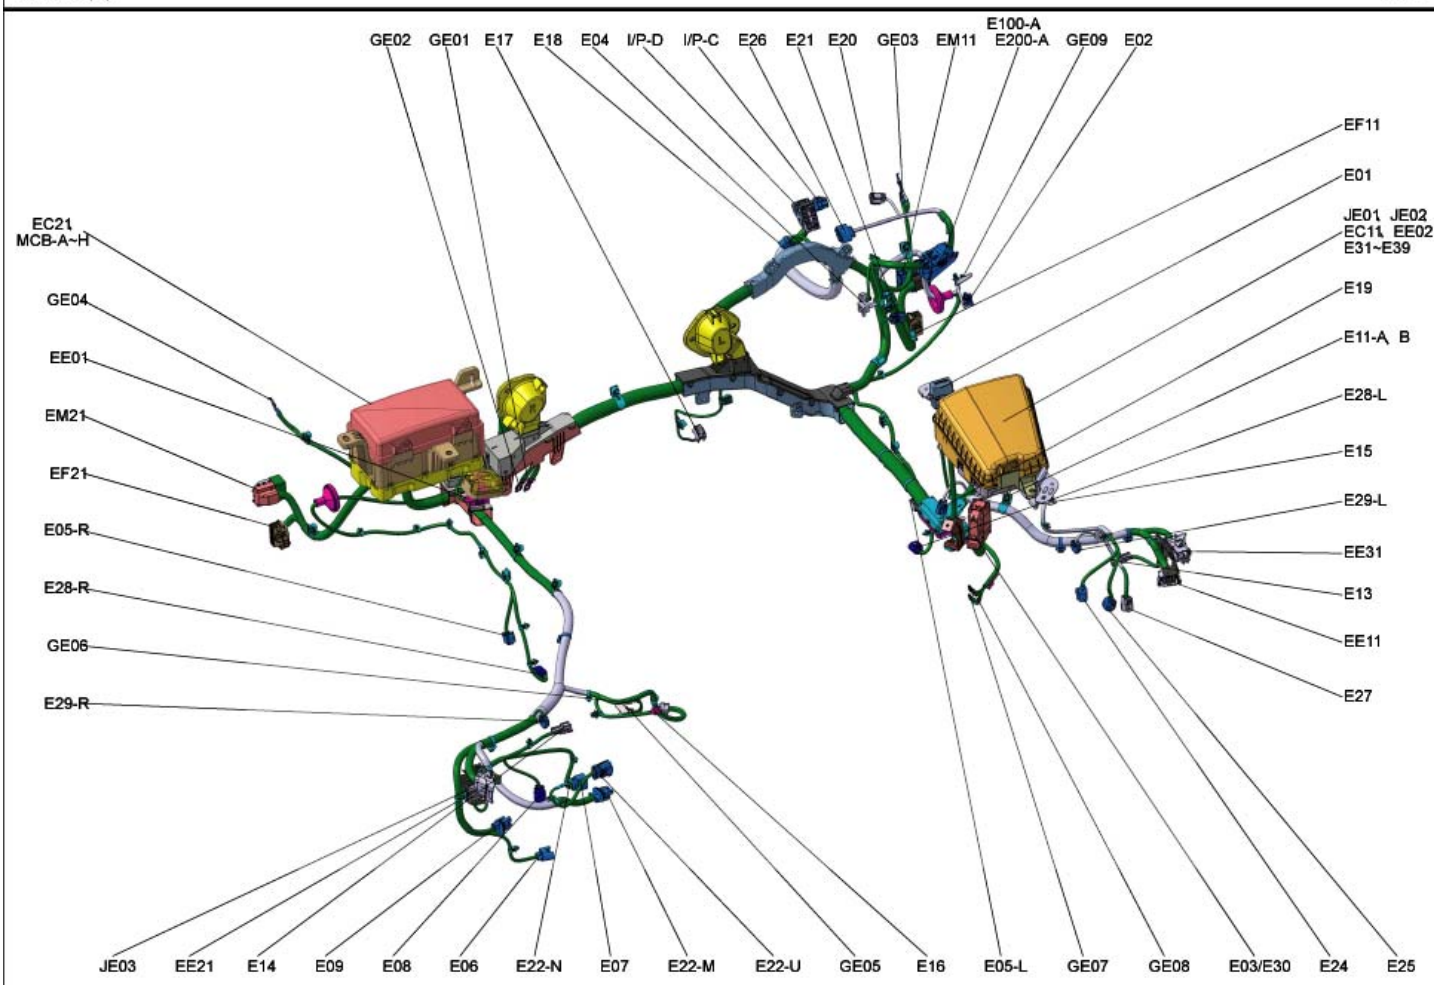 E100-A
GE02 GE01 E17 E18 E04 I/P-D I/P-C E26 E21 E20 GE03 EM11 E200-A GE09 E02
EF11
E01
EC21
MCB-A~H
JE01, JE02
EC11, EE02
E31~E39
GE04
E19
EE01
E11-A, B
EM21
E28-L
EF21
E15
E05-R
E29-L
EE31
E28-R
E13
GE06
EE11
E29-R
E27
JE03 EE21 E14 E09 E08 E06 E22-N E07 E22-M E22-U GE05 E16 E05-L GE07 GE08 E03/E30 E24 E25
L
R